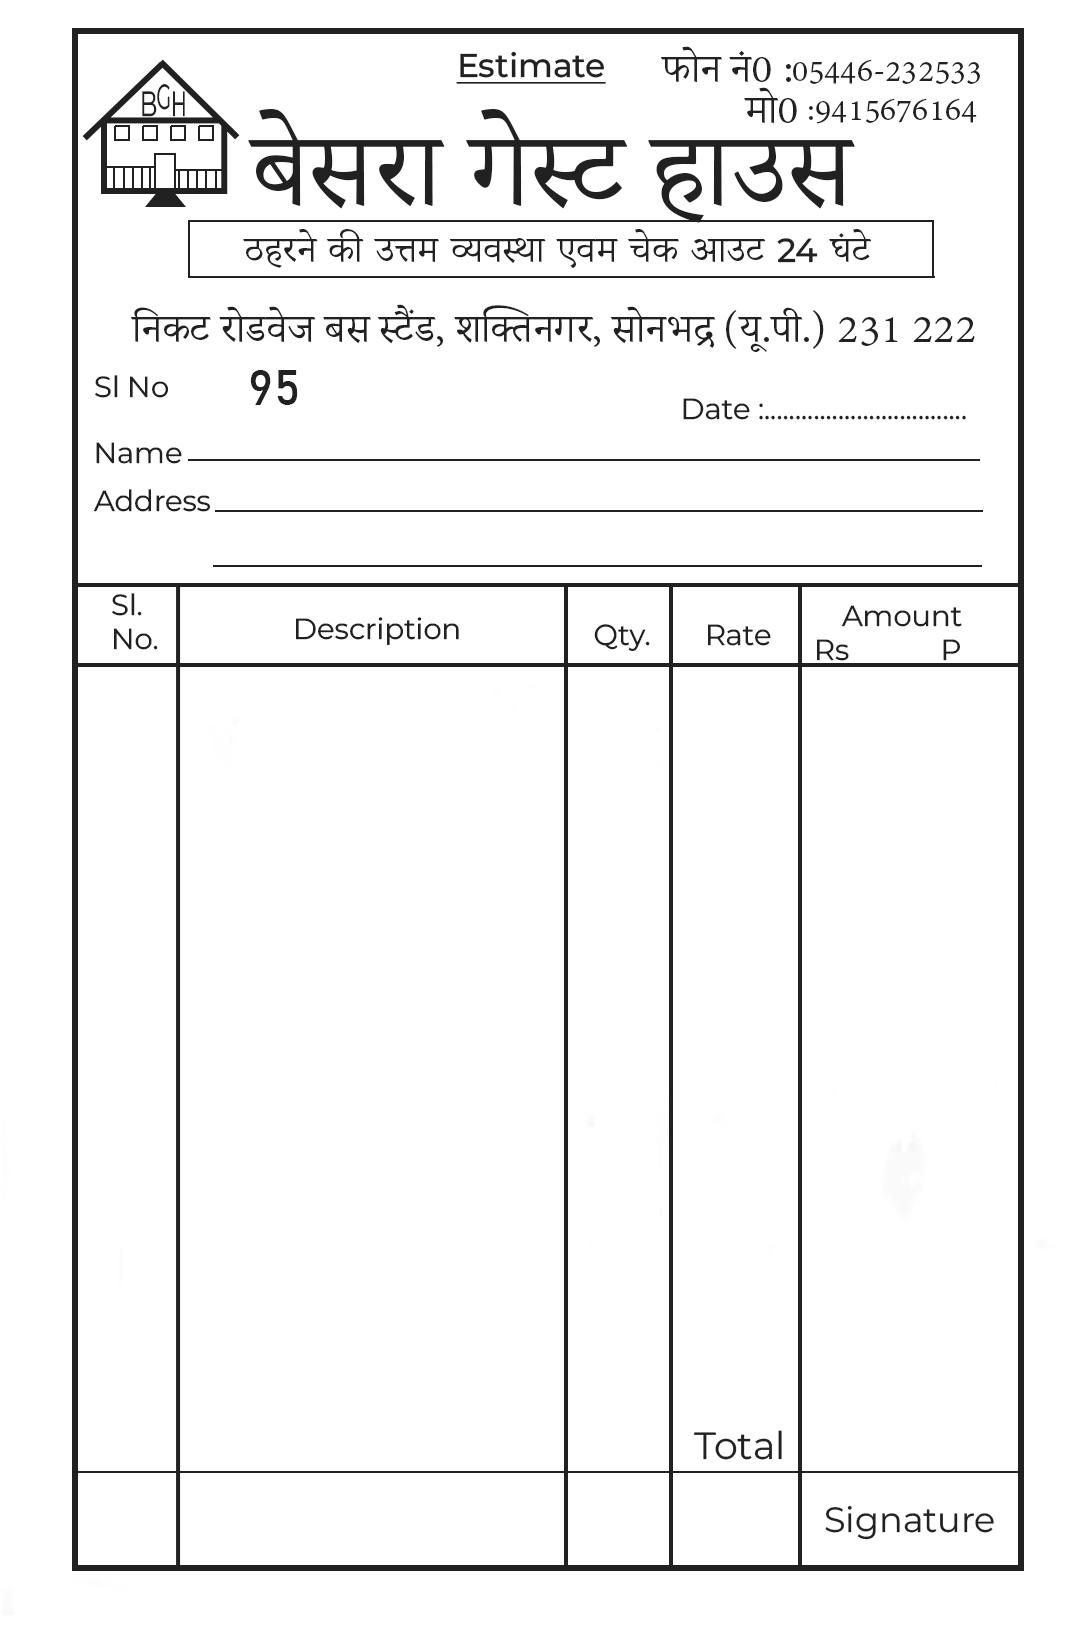 Estimate
फोन नं0 :05446-232533
मो0 :9415676164
BGH
बेसरा गेस्ट हाउस
ठहरने की उत्तम व्यवस्था एवम चेक आउट 24 घंटे
निकट रोडवेज बस स्टैंड, शक्तिनगर, सोनभद्र (यू.पी.) 231 222
Sl No 95
Date :..................................
Name
Address
Sl. No. Description Qty. Rate Amount
Rs P
Total
Signature